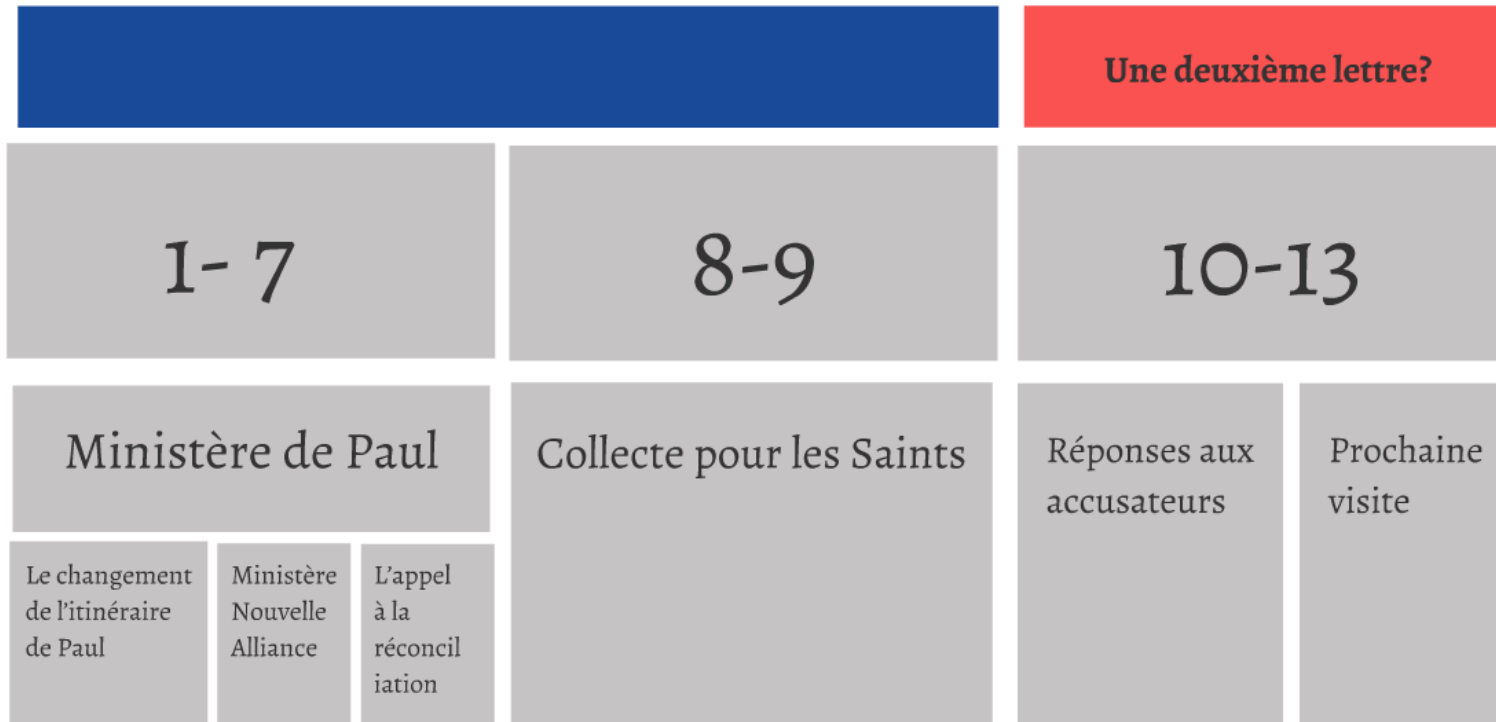 Une deuxième lettre?
1- 7
8-9
10-13
Ministère de Paul
Collecte pour les Saints
Réponses aux
accusateurs
Prochaine
visite
Le changement
de l'itinéraire
de Paul
Ministère
Nouvelle
Alliance
L'appel
à la
réconcil
iation